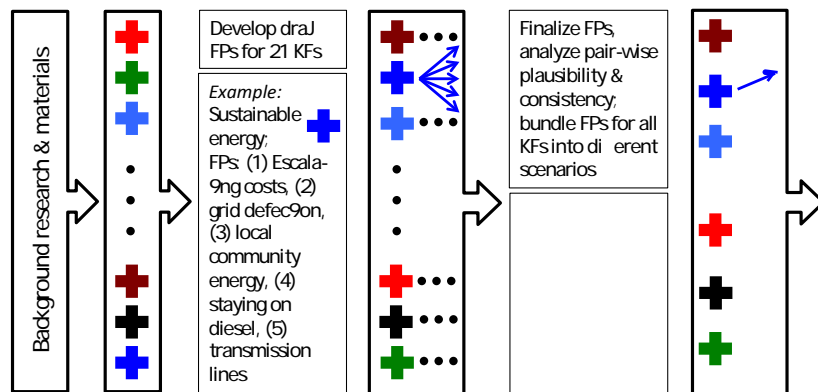 Background research & materials
Develop draJ
FPs for 21 KFs
Example:
Sustainable
energy;
FPs: (1) Escala-
9ng costs, (2)
grid defec9on,
(3) local
community
energy, (4)
staying on
diesel, (5)
transmission
lines
Finalize FPs,
analyze pair-wise
plausibility &
consistency;
bundle FPs for all
KFs into di erent
scenarios